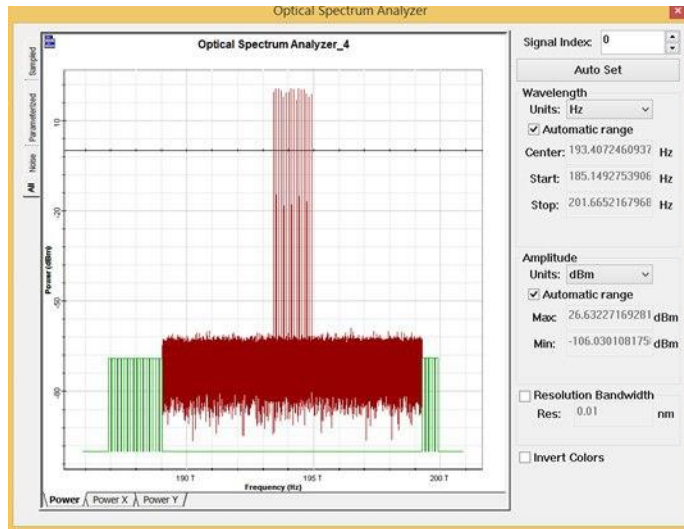 Optical Spectrum Analyzer
Optical Spectrum Analyzer_4
Sampled
Parameterized
Noise
All
Power (dBm)
10
-20
-50
-80
190 T
195 T
200 T
Frequency (Hz)
Power
Power X
Power Y
Signal Index: 0
Auto Set
Wavelength
Units: Hz
Automatic range
Center: 193.4072460937 Hz
Start: 185.1492753906 Hz
Stop: 201.6652167968 Hz
Amplitude
Units: dBm
Automatic range
Max: 26.63227169281 dBm
Min: -106.030108175 dBm
Resolution Bandwidth
Res: 0.01 nm
Invert Colors